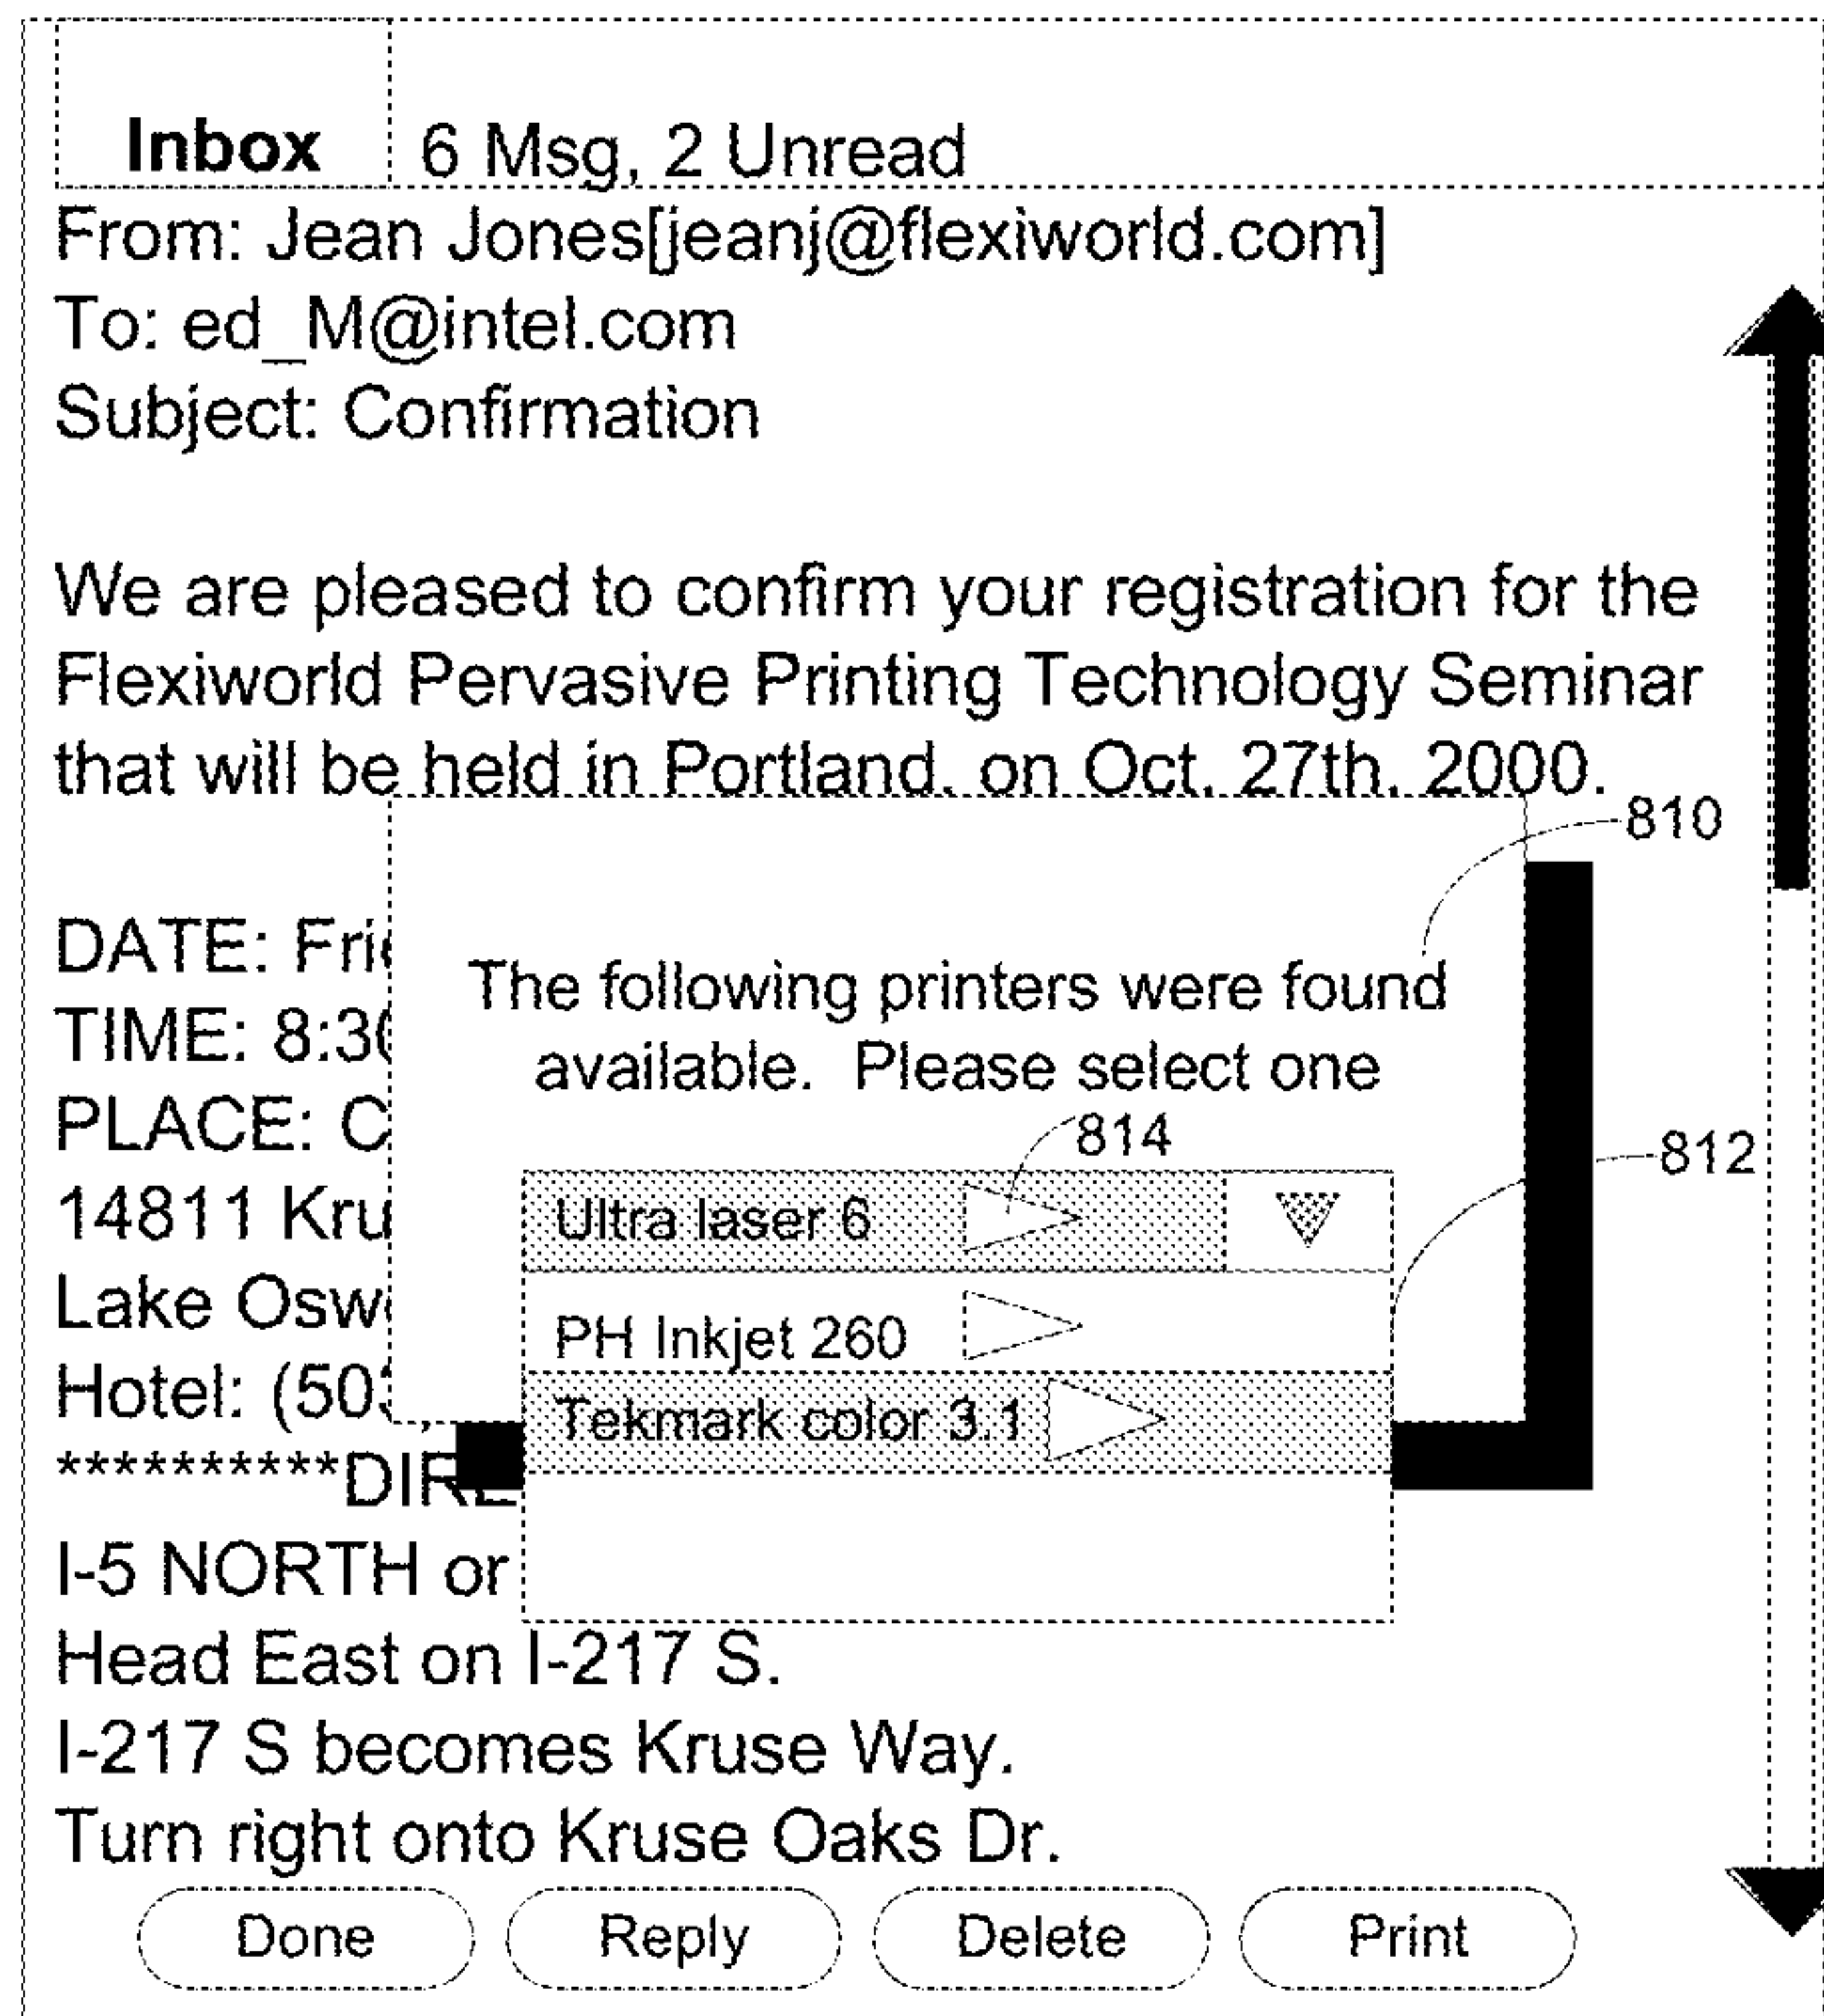 Inbox 6 Msg, 2 Unread
From: Jean Jones[jeanj@flexiworld.com]
To: ed_M@intel.com
Subject: Confirmation
We are pleased to confirm your registration for the
Flexiworld Pervasive Printing Technology Seminar
that will be held in Portland, on Oct. 27th, 2000.
810
DATE: Fri
TIME: 8:3
PLACE: C
14811 Kru
Lake Osw
Hotel: (503
**********DIRE
I-5 NORTH or
Head East on I-217 S.
I-217 S becomes Kruse Way.
Turn right onto Kruse Oaks Dr.
The following printers were found
available. Please select one
814
812
Ultra laser 6
PH Inkjet 260
Tekmark color 3.1
Done Reply Delete Print